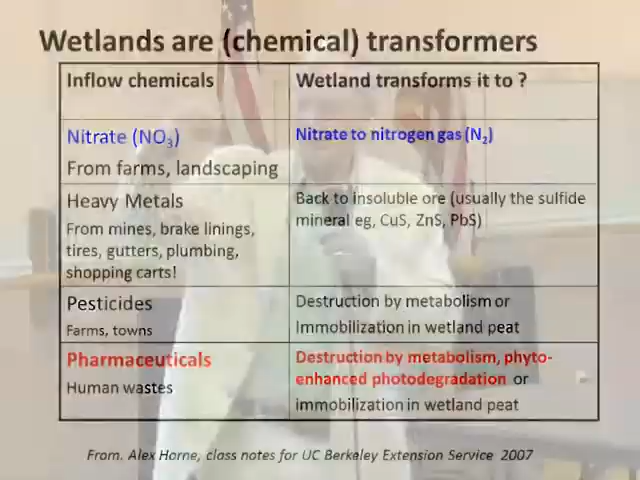 Wetlands are (chemical) transformers
Inflow chemicals
Wetland transforms it to ?
Nitrate (NO3)
From farms, landscaping
Nitrate to nitrogen gas (N2)
Heavy Metals
From mines, brake linings,
tires, gutters, plumbing,
shopping carts!
Back to insoluble ore (usually the sulfide
mineral eg, CuS, ZnS, PbS)
Pesticides
Farms, towns
Destruction by metabolism or
Immobilization in wetland peat
Pharmaceuticals
Human wastes
Destruction by metabolism, phyto-
enhanced photodegradation or
immobilization in wetland peat
From. Alex Horne, class notes for UC Berkeley Extension Service 2007